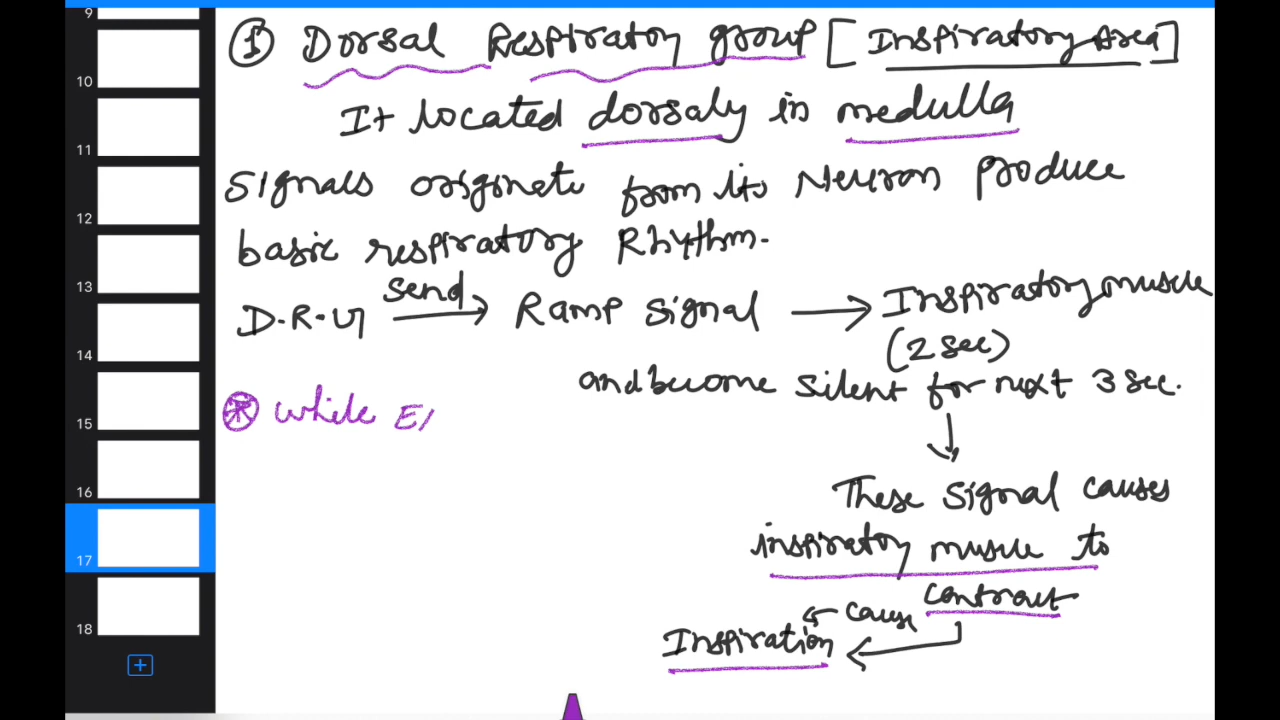 ① Dorsal Respiratory group [Inspiratory Area]
It located dorsaly in medulla
Signals originate from its Neuron produce
basic respiratory Rhythm.
D.R.G send → Ramp signal → Inspiratory muscle
(2 sec)
and become silent for next 3 sec.
↓
These signal causes
inspiratory muscle to
contract
← cause
Inspiration
* while Ex
9
10
11
12
13
14
15
16
17
18